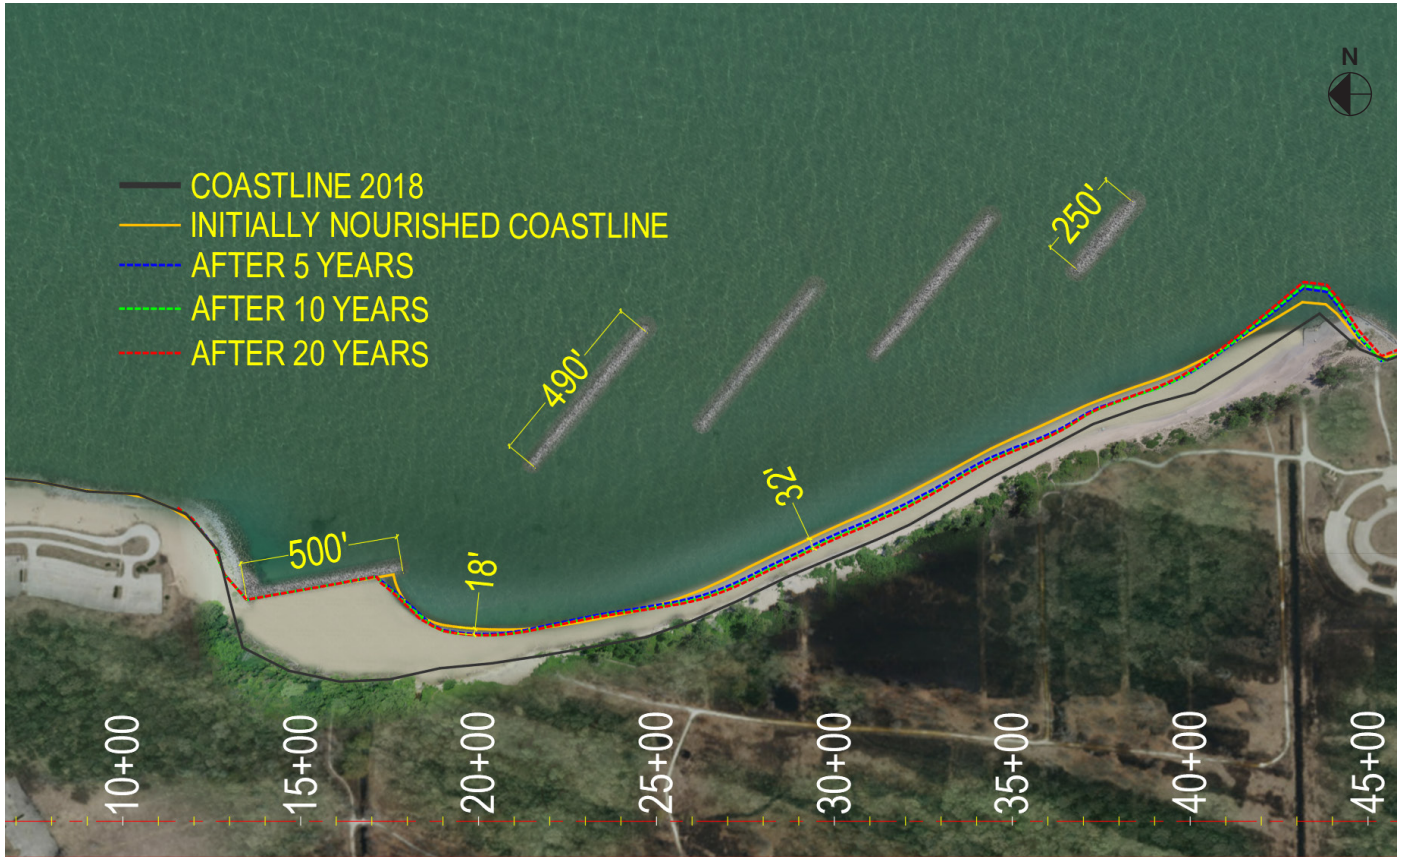 N
COASTLINE 2018
INITIALLY NOURISHED COASTLINE
AFTER 5 YEARS
AFTER 10 YEARS
AFTER 20 YEARS
250'
490'
32'
500'
18'
10+00
15+00
20+00
25+00
30+00
35+00
40+00
45+00